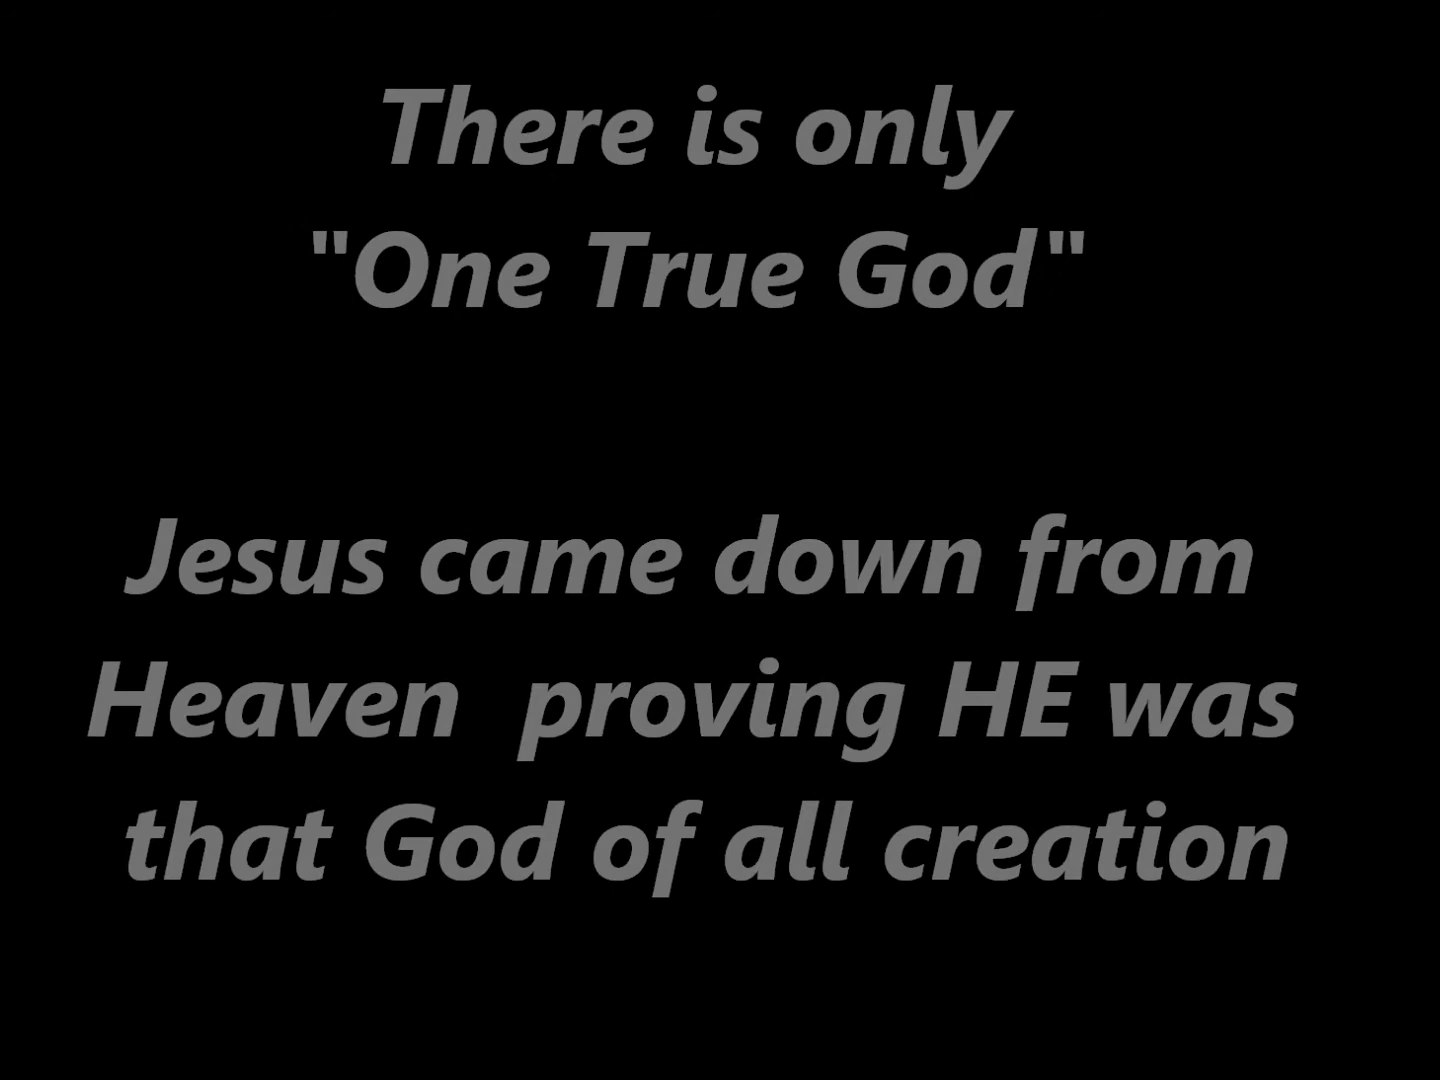 There is only
"One True God"
Jesus came down from
Heaven  proving HE was
that God of all creation